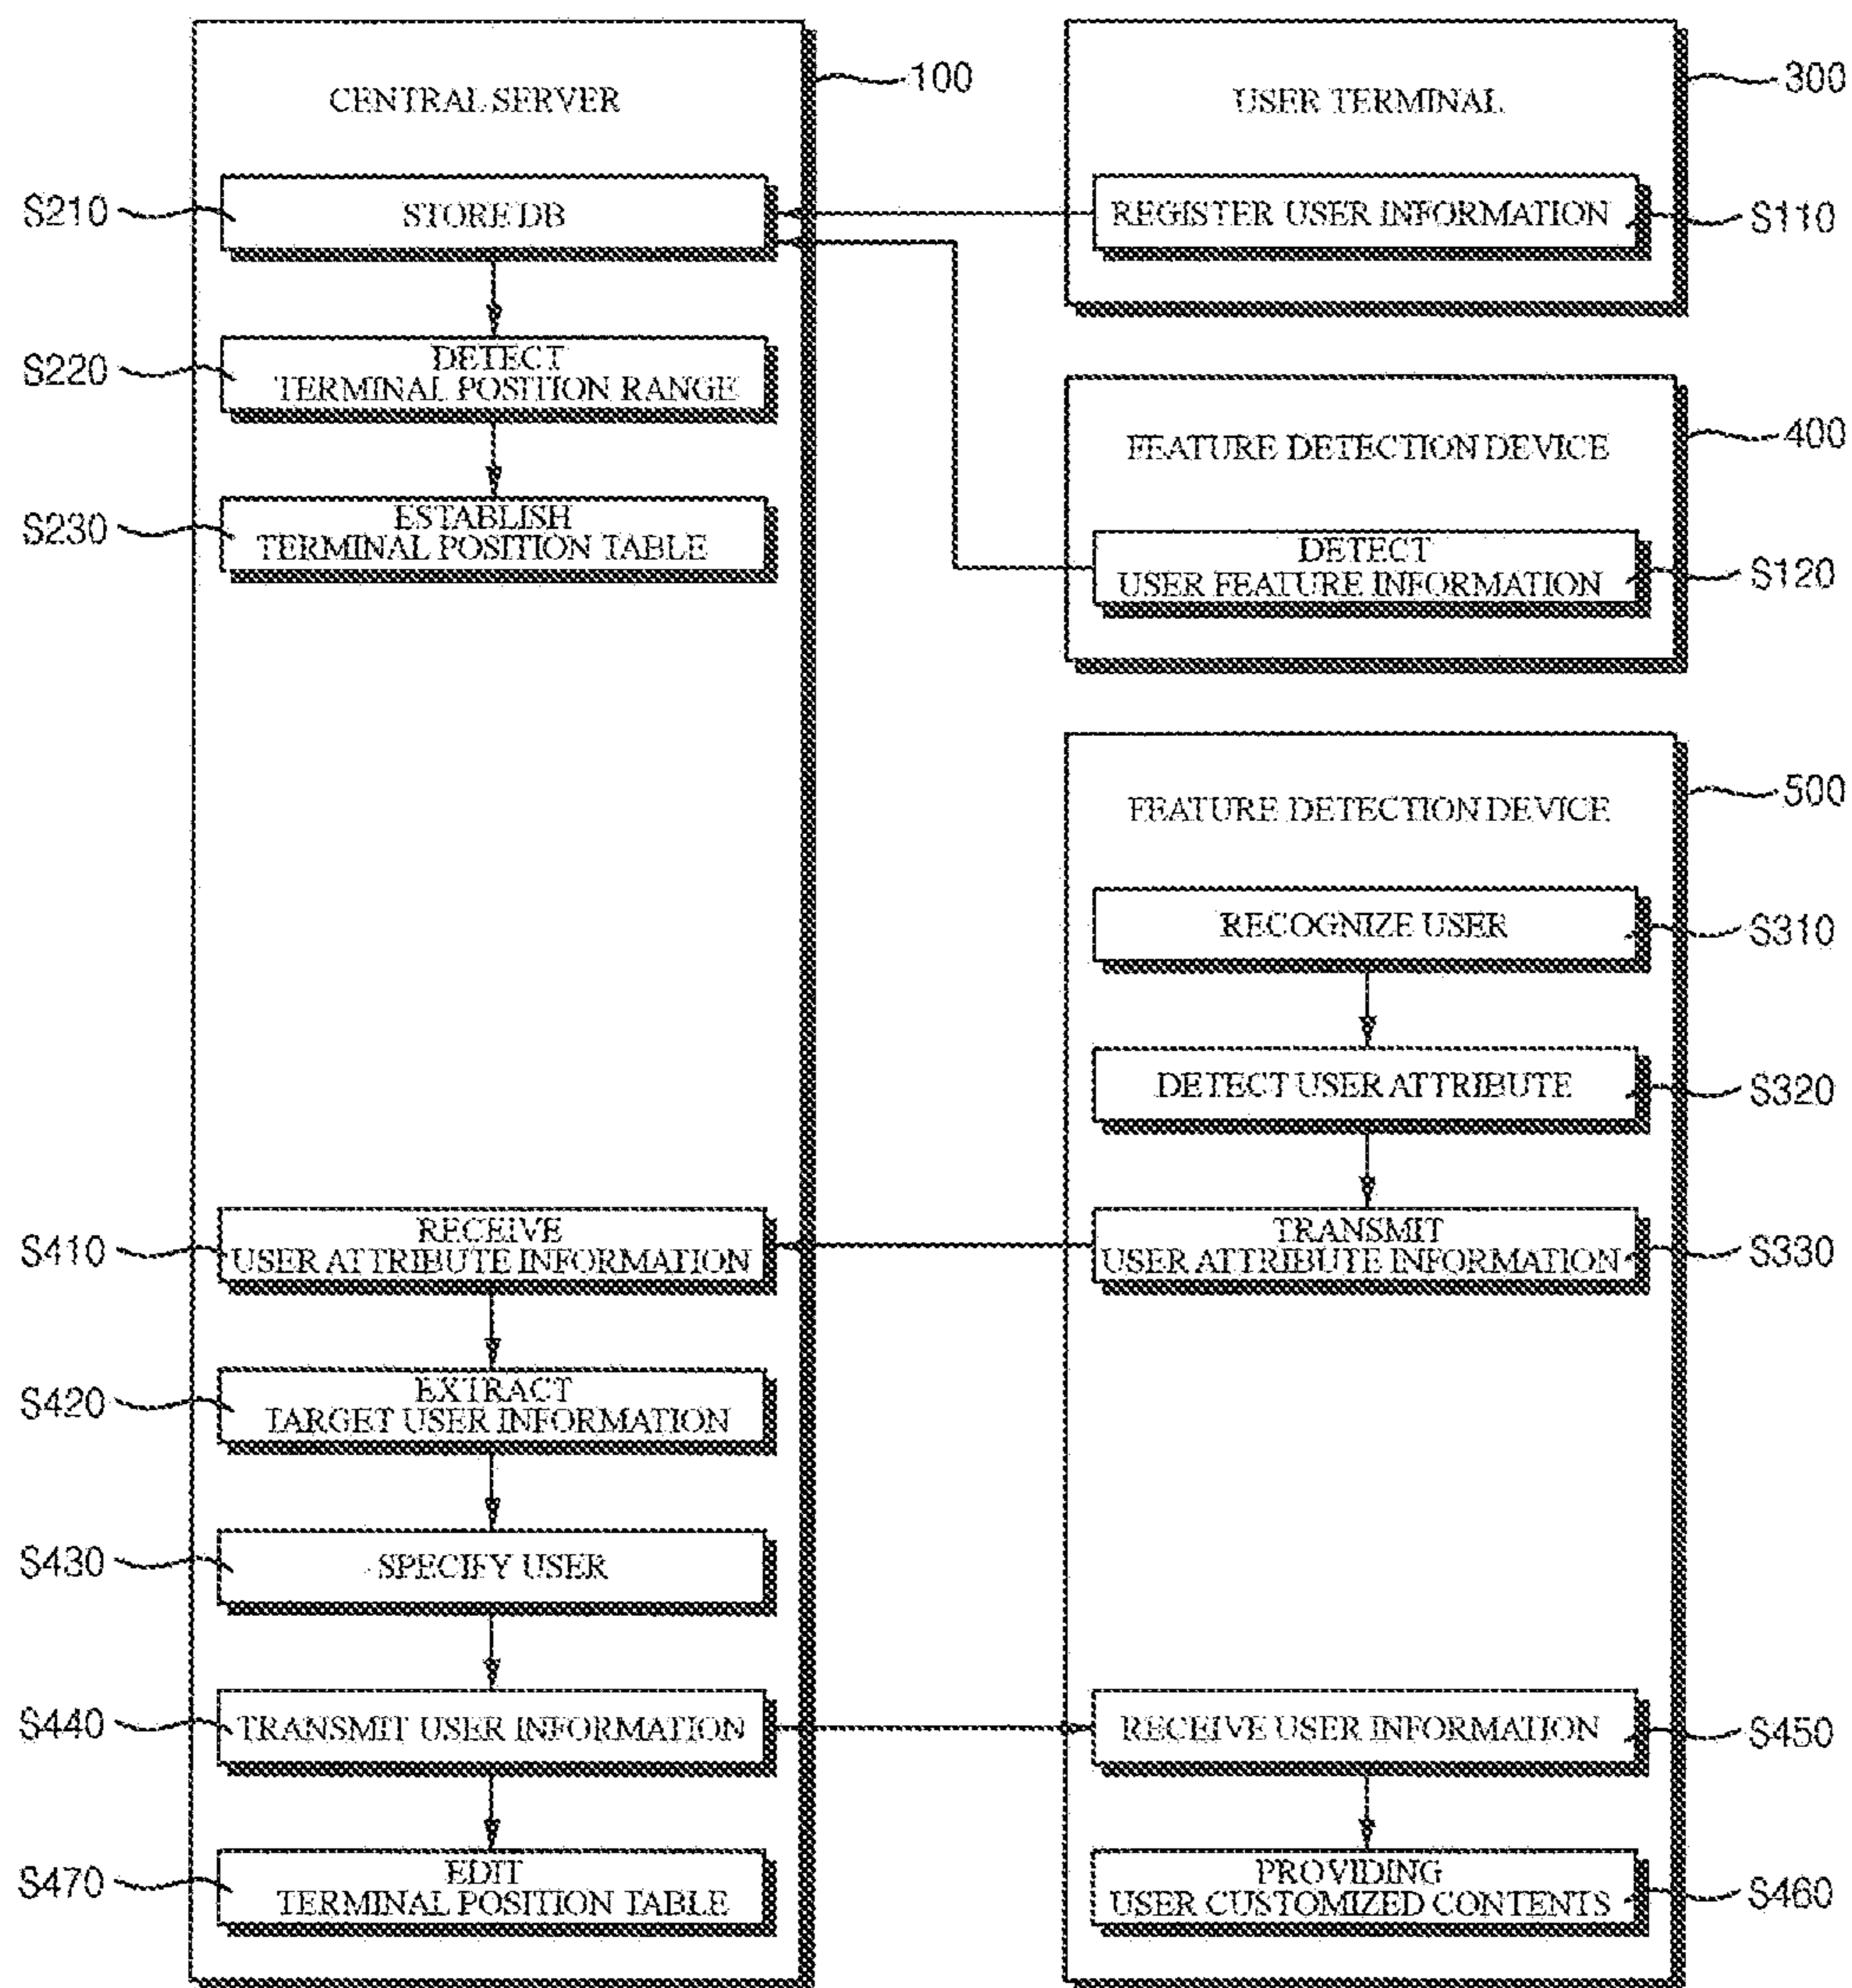 CENTRAL SERVER
100
S210
STORE DB
S220
DETECT
TERMINAL POSITION RANGE
S230
ESTABLISH
TERMINAL POSITION TABLE
S410
RECEIVE
USER ATTRIBUTE INFORMATION
S420
EXTRACT
TARGET USER INFORMATION
S430
SPECIFY USER
S440
TRANSMIT USER INFORMATION
S470
EDIT
TERMINAL POSITION TABLE
USER TERMINAL
300
REGISTER USER INFORMATION
S110
FEATURE DETECTION DEVICE
400
DETECT
USER FEATURE INFORMATION
S120
FEATURE DETECTION DEVICE
500
RECOGNIZE USER
S310
DETECT USER ATTRIBUTE
S320
TRANSMIT
USER ATTRIBUTE INFORMATION
S330
RECEIVE USER INFORMATION
S450
PROVIDING
USER CUSTOMIZED CONTENTS
S460